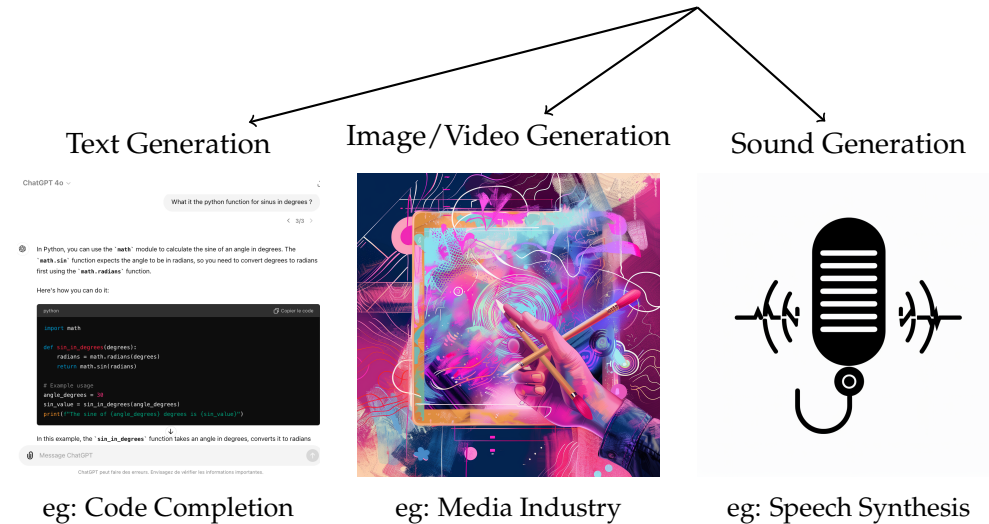 Text Generation
Image/Video Generation
Sound Generation
ChatGPT 4o
What it the python function for sinus in degrees ?
3/3
In Python, you can use the `math` module to calculate the sine of an angle in degrees. The
`math.sin` function expects the angle to be in radians, so you need to convert degrees to radians
first using the `math.radians` function.
Here's how you can do it:
python
Copier le code
import math
def sin_in_degrees(degrees):
radians = math.radians(degrees)
return math.sin(radians)
# Example usage
angle_degrees = 30
sin_value = sin_in_degrees(angle_degrees)
print(f"The sine of {angle_degrees} degrees is {sin_value}")
In this example, the `sin_in_degrees` function takes an angle in degrees, converts it to radians
Message ChatGPT
ChatGPT peut faire des erreurs. Envisagez de vérifier les informations importantes.
eg: Code Completion
eg: Media Industry
eg: Speech Synthesis